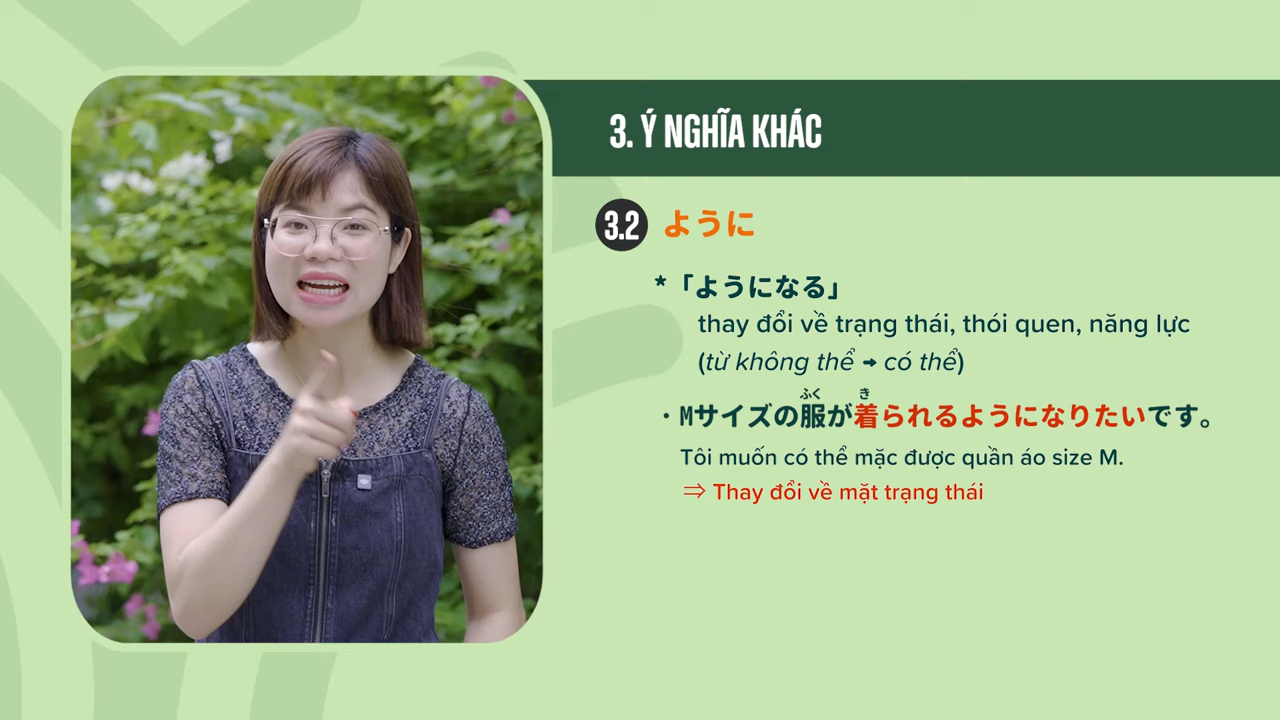 3. Ý NGHĨA KHÁC
3.2 ように
*「ようになる」
thay đổi về trạng thái, thói quen, năng lực
(từ không thể → có thể)
ふく き
・Mサイズの服が着られるようになりたいです。
Tôi muốn có thể mặc được quần áo size M.
⇒ Thay đổi về mặt trạng thái